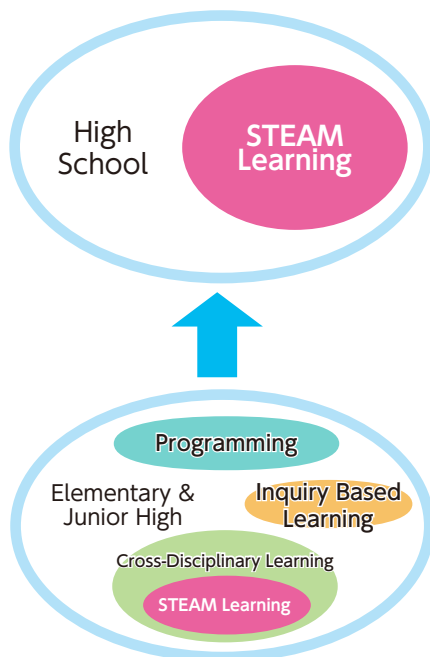 High
School
STEAM
Learning
Programming
Elementary &
Junior High
Inquiry Based
Learning
Cross-Disciplinary Learning
STEAM Learning